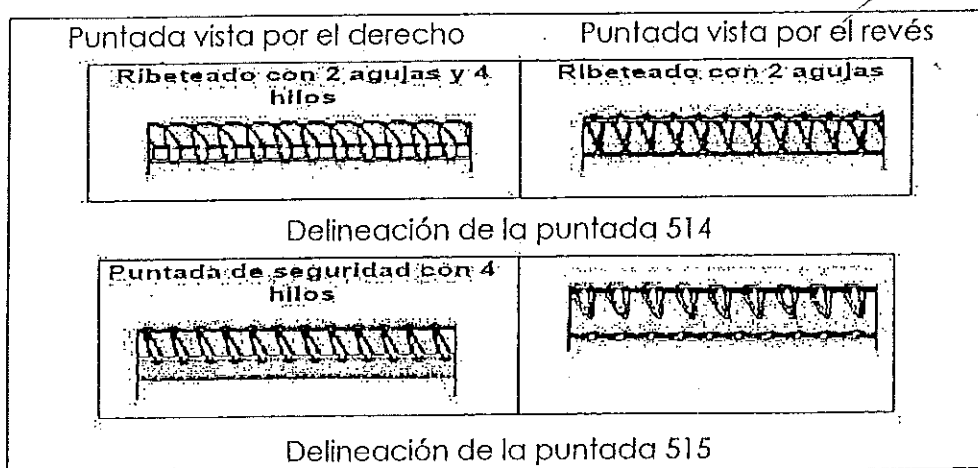 Puntada vista por el derecho
Puntada vista por el revés
Ribeteado con 2 agujas y 4
hilos
Ribeteado con 2 agujas
Delineación de la puntada 514
Puntada de seguridad con 4
hilos
Delineación de la puntada 515